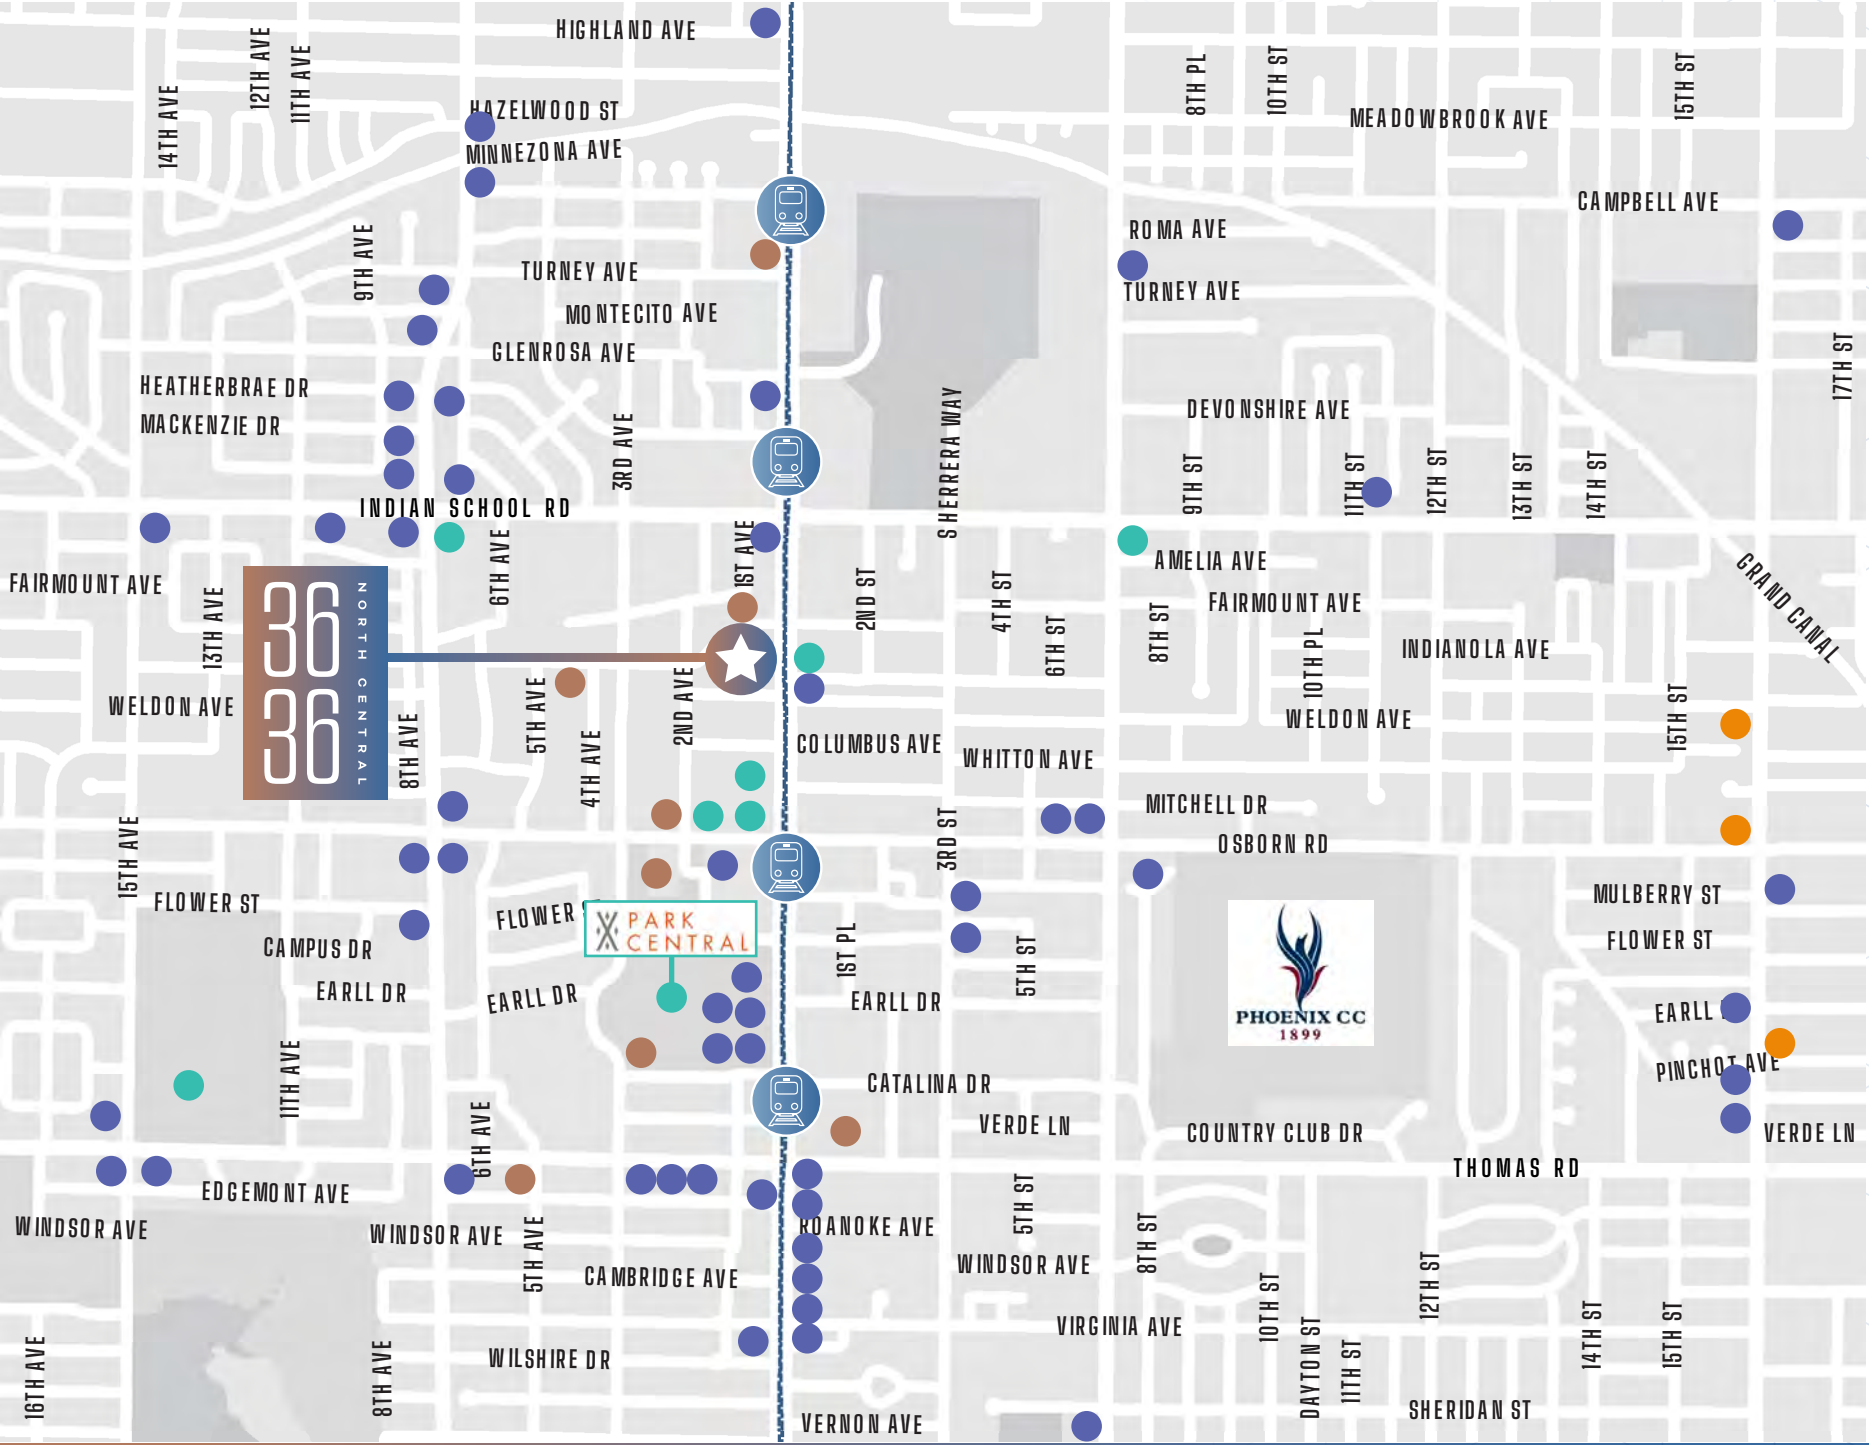 HIGHLAND AVE
12TH AVE
11TH AVE
14TH AVE
HAZELWOOD ST
MINNEZONA AVE
8TH PL
10TH ST
15TH ST
MEADOWBROOK AVE
CAMPBELL AVE
ROMA AVE
TURNEY AVE
9TH AVE
TURNEY AVE
MONTECITO AVE
GLENROSA AVE
17TH ST
HEATHERBRAE DR
MACKENZIE DR
3RD AVE
S HERRERA WAY
DEVONSHIRE AVE
9TH ST
11TH ST
12TH ST
13TH ST
14TH ST
INDIAN SCHOOL RD
1ST AVE
6TH AVE
AMELIA AVE
GRAND CANAL
FAIRMOUNT AVE
13TH AVE
2ND ST
4TH ST
6TH ST
8TH ST
FAIRMOUNT AVE
10TH PL
INDIANOLA AVE
36
36
NORTH CENTRAL
WELDON AVE
8TH AVE
5TH AVE
4TH AVE
2ND AVE
COLUMBUS AVE
WHITTON AVE
WELDON AVE
15TH ST
MITCHELL DR
OSBORN RD
3RD ST
15TH AVE
FLOWER ST
CAMPUS DR
EARLL DR
FLOWER
PARK
CENTRAL
EARLL DR
1ST PL
EARLL DR
5TH ST
PHOENIX CC
1899
MULBERRY ST
FLOWER ST
EARLL
PINCHOT AVE
VERDE LN
11TH AVE
CATALINA DR
VERDE LN
COUNTRY CLUB DR
THOMAS RD
6TH AVE
EDGEMONT AVE
WINDSOR AVE
WINDSOR AVE
5TH AVE
CAMBRIDGE AVE
ROANOKE AVE
5TH ST
WINDSOR AVE
8TH ST
VIRGINIA AVE
10TH ST
DAYTON ST
11TH ST
12TH ST
14TH ST
15TH ST
16TH AVE
8TH AVE
WILSHIRE DR
VERNON AVE
SHERIDAN ST